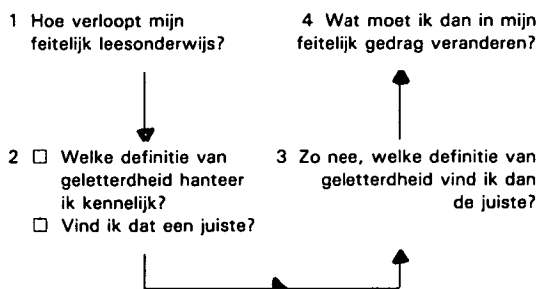 1 Hoe verloopt mijn
feitelijk leesonderwijs?
2 □ Welke definitie van
geletterdheid hanteer
ik kennelijk?
□ Vind ik dat een juiste?
3 Zo nee, welke definitie van
geletterdheid vind ik dan
de juiste?
4 Wat moet ik dan in mijn
feitelijk gedrag veranderen?